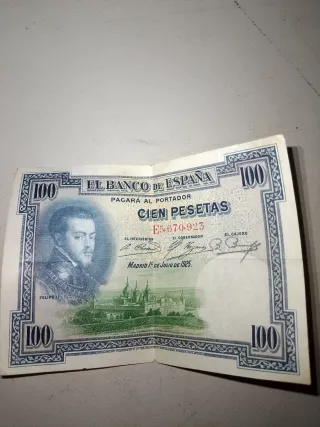 100 EL BANCO DE ESPAÑA 100
PAGARÁ AL PORTADOR
CIEN PESETAS
E5,670,923
EL INTERVENTOR EL GOBERNADOR EL CAJERO
MADRID 1º DE JULIO DE 1925.
FELIPE II
100 100